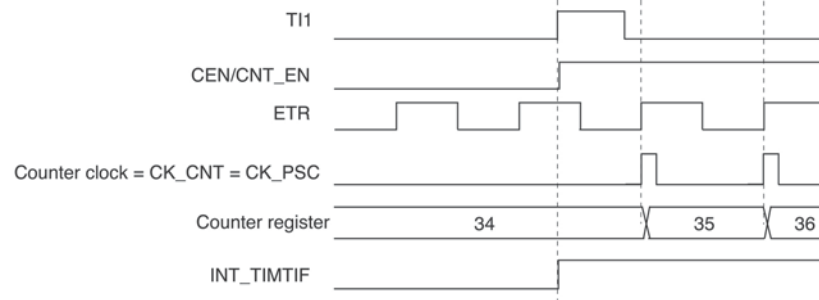 TI1
CEN/CNT_EN
ETR
Counter clock = CK_CNT = CK_PSC
Counter register 34 35 36
INT_TIMTIF